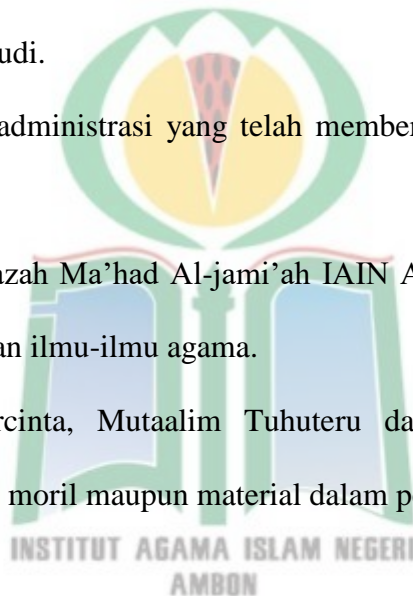 udi.
administrasi yang telah member
azah Ma’had Al-jami’ah IAIN A
an ilmu-ilmu agama.
rcinta, Mutaalim Tuhuteru da
moril maupun material dalam p
INSTITUT AGAMA ISLAM NEGERI
AMBON